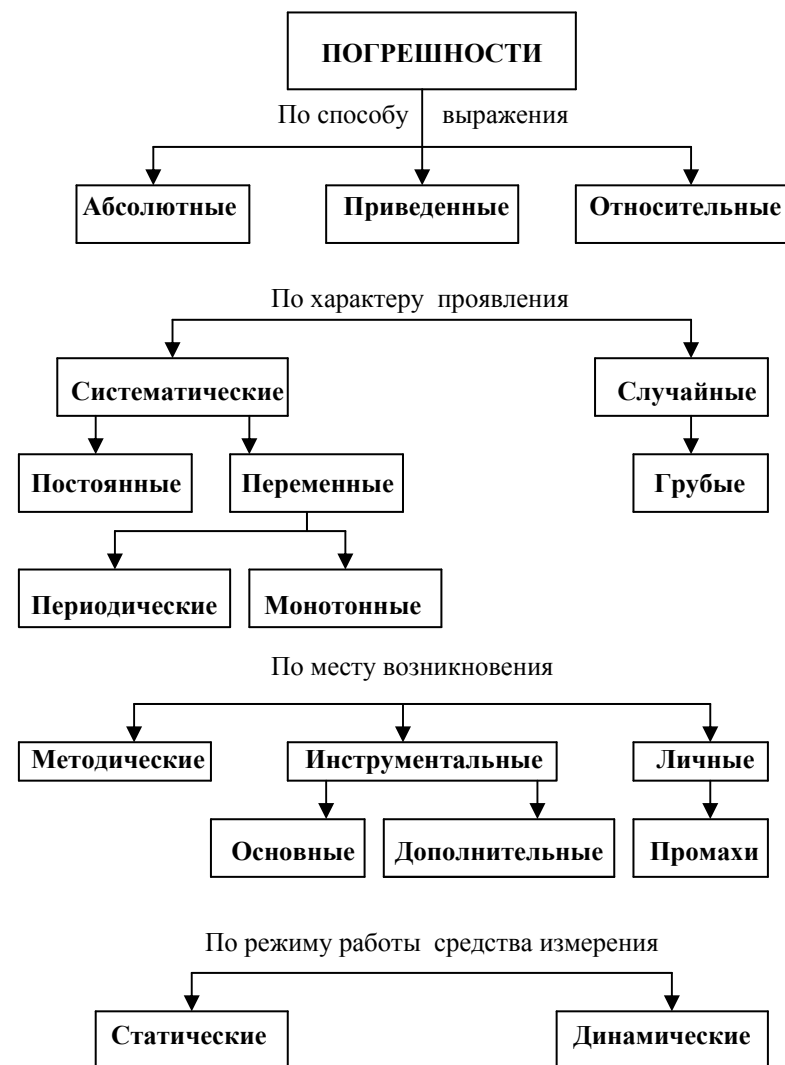 ПОГРЕШНОСТИ
По способу выражения
Абсолютные Приведенные Относительные
По характеру проявления
Систематические Случайные
Постоянные Переменные Грубые
Периодические Монотонные
По месту возникновения
Методические Инструментальные Личные
Основные Дополнительные Промахи
По режиму работы средства измерения
Статические Динамические